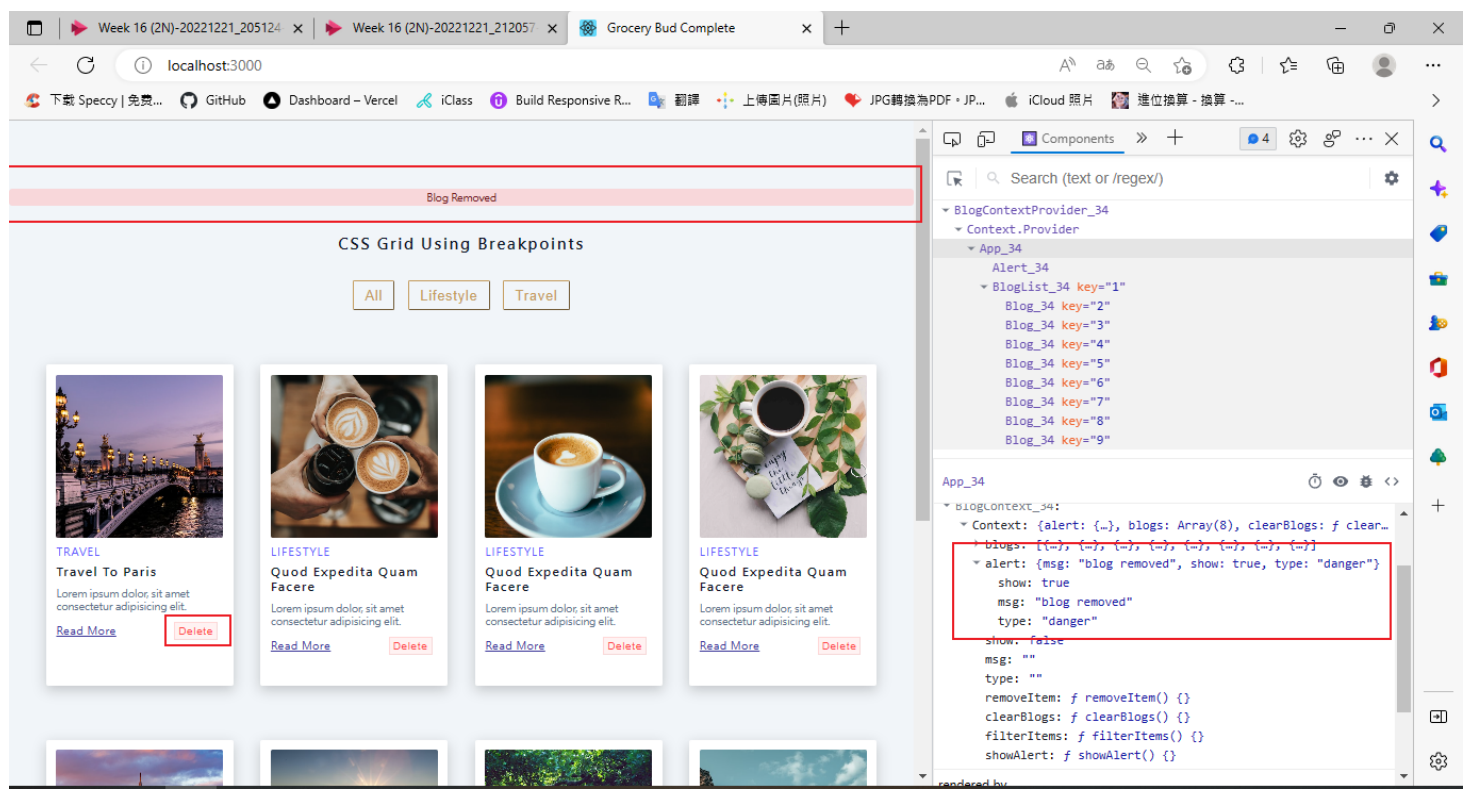 Week 16 (2N)-20221221_205124
Week 16 (2N)-20221221_212057
Grocery Bud Complete
localhost:3000
下載 Speccy | 免費...
GitHub
Dashboard – Vercel
iClass
Build Responsive R...
翻譯
上傳圖片(照片)
JPG轉換為PDF。JP...
iCloud 照片
進位換算 - 換算 -...
Blog Removed
CSS Grid Using Breakpoints
All
Lifestyle
Travel
TRAVEL
Travel To Paris
Lorem ipsum dolor, sit amet
consectetur adipisicing elit.
Read More
Delete
LIFESTYLE
Quod Expedita Quam
Facere
Lorem ipsum dolor, sit amet
consectetur adipisicing elit.
Read More
Delete
LIFESTYLE
Quod Expedita Quam
Facere
Lorem ipsum dolor, sit amet
consectetur adipisicing elit.
Read More
Delete
LIFESTYLE
Quod Expedita Quam
Facere
Lorem ipsum dolor, sit amet
consectetur adipisicing elit.
Read More
Delete
Components
4
Search (text or /regex/)
BlogContextProvider_34
Context.Provider
App_34
Alert_34
BlogList_34 key="1"
Blog_34 key="2"
Blog_34 key="3"
Blog_34 key="4"
Blog_34 key="5"
Blog_34 key="6"
Blog_34 key="7"
Blog_34 key="8"
Blog_34 key="9"
App_34
BlogContext_34:
Context: {alert: {…}, blogs: Array(8), clearBlogs: ƒ clear…
blogs: [{…}, {…}, {…}, {…}, {…}, {…}, {…}, {…}]
alert: {msg: "blog removed", show: true, type: "danger"}
show: true
msg: "blog removed"
type: "danger"
show: false
msg: ""
type: ""
removeItem: ƒ removeItem() {}
clearBlogs: ƒ clearBlogs() {}
filterItems: ƒ filterItems() {}
showAlert: ƒ showAlert() {}
rendered by